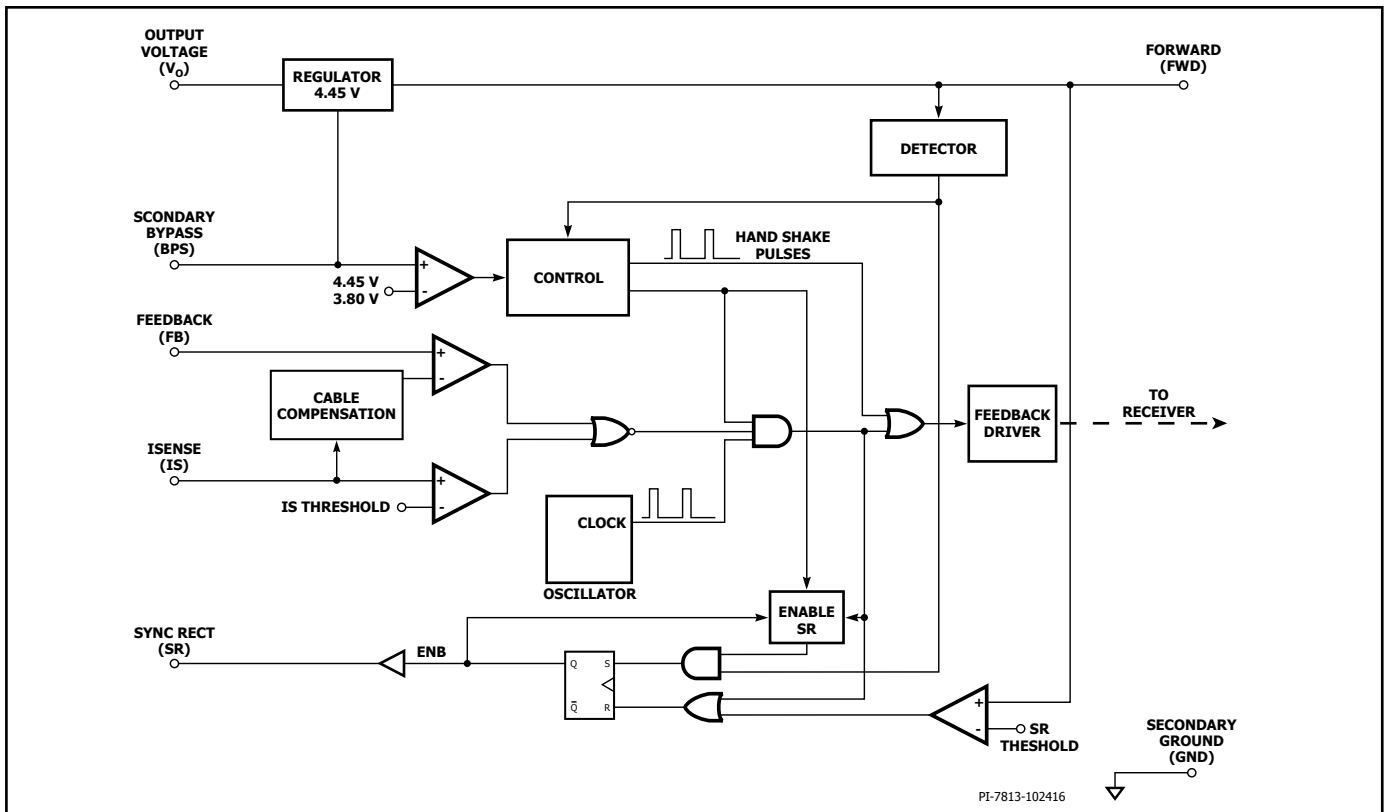 OUTPUT
VOLTAGE
(VO)
REGULATOR
4.45 V
FORWARD
(FWD)
DETECTOR
SCONDARY
BYPASS
(BPS)
+
-
4.45 V
3.80 V
CONTROL
HAND SHAKE
PULSES
FEEDBACK
(FB)
+
-
CABLE
COMPENSATION
ISENSE
(IS)
+
-
IS THRESHOLD
FEEDBACK
DRIVER
TO
RECEIVER
CLOCK
OSCILLATOR
ENABLE
SR
SYNC RECT
(SR)
ENB
Q
S
Q̅
R
+
-
SR
THESHOLD
SECONDARY
GROUND
(GND)
PI-7813-102416